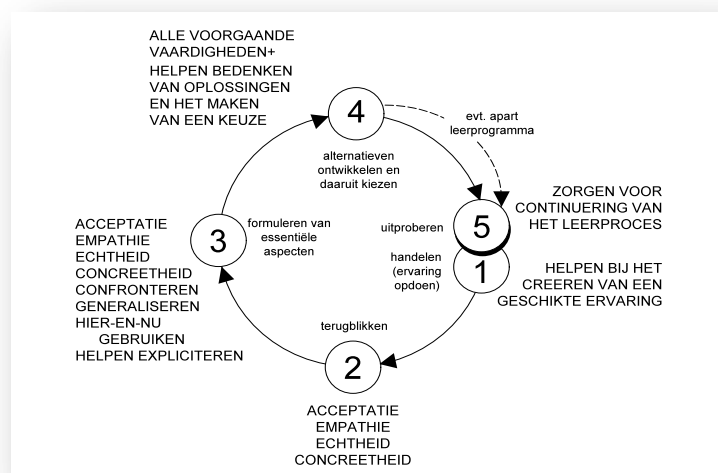 ALLE VOORGAANDE
VAARDIGHEDEN+
HELPEN BEDENKEN
VAN OPLOSSINGEN
EN HET MAKEN
VAN EEN KEUZE
4
evt. apart
leerprogramma
alternatieven
ontwikkelen en
daaruit kiezen
ZORGEN VOOR
CONTINUERING VAN
HET LEERPROCES
5
uitproberen
ACCEPTATIE
EMPATHIE
ECHTHEID
CONCREETHEID
CONFRONTEREN
GENERALISEREN
HIER-EN-NU
GEBRUIKEN
HELPEN EXPLICITEREN
3
formuleren van
essentiële
aspecten
handelen
(ervaring
opdoen)
1
HELPEN BIJ HET
CREEREN VAN EEN
GESCHIKTE ERVARING
terugblikken
2
ACCEPTATIE
EMPATHIE
ECHTHEID
CONCREETHEID